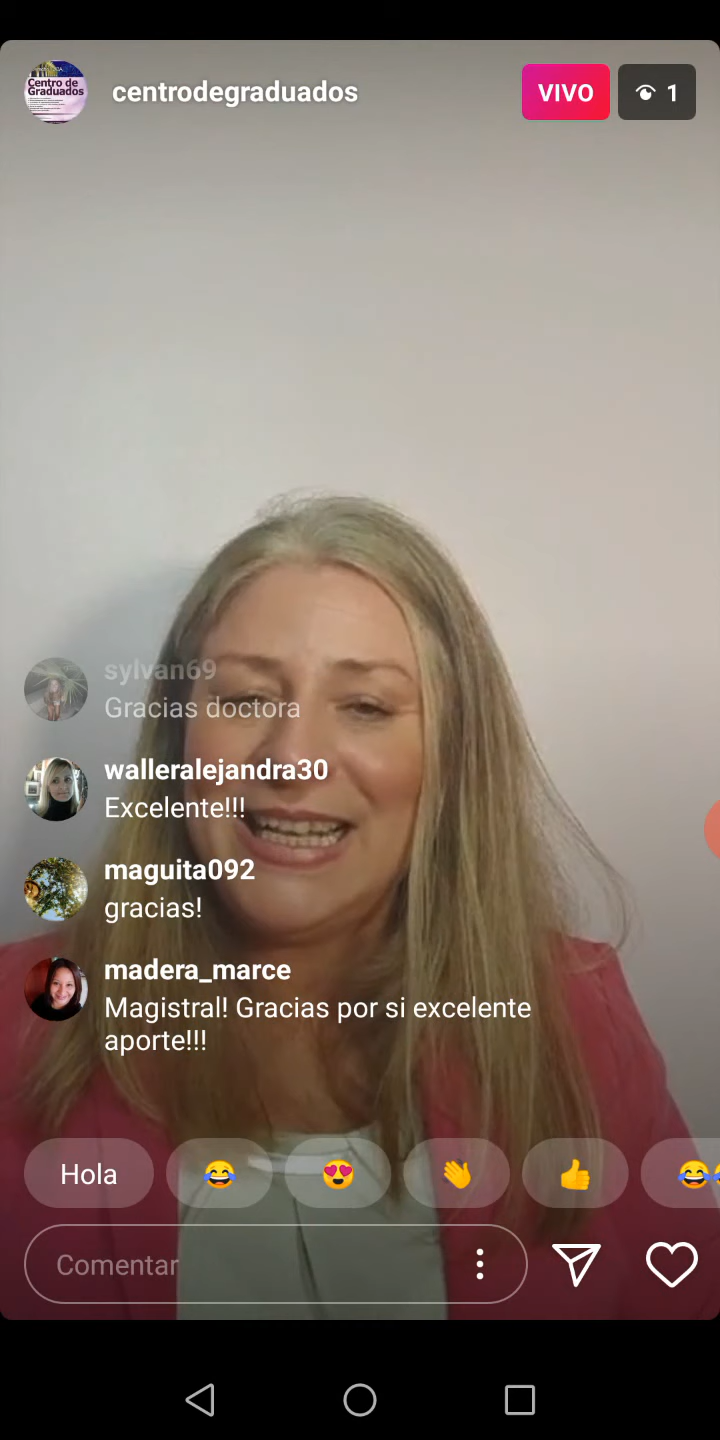 Centro de
Graduados
centrodegraduados
VIVO
1
sylvan69
Gracias doctora
walleralejandra30
Excelente!!!
maguita092
gracias!
madera_marce
Magistral! Gracias por si excelente
aporte!!!
Hola
Comentar